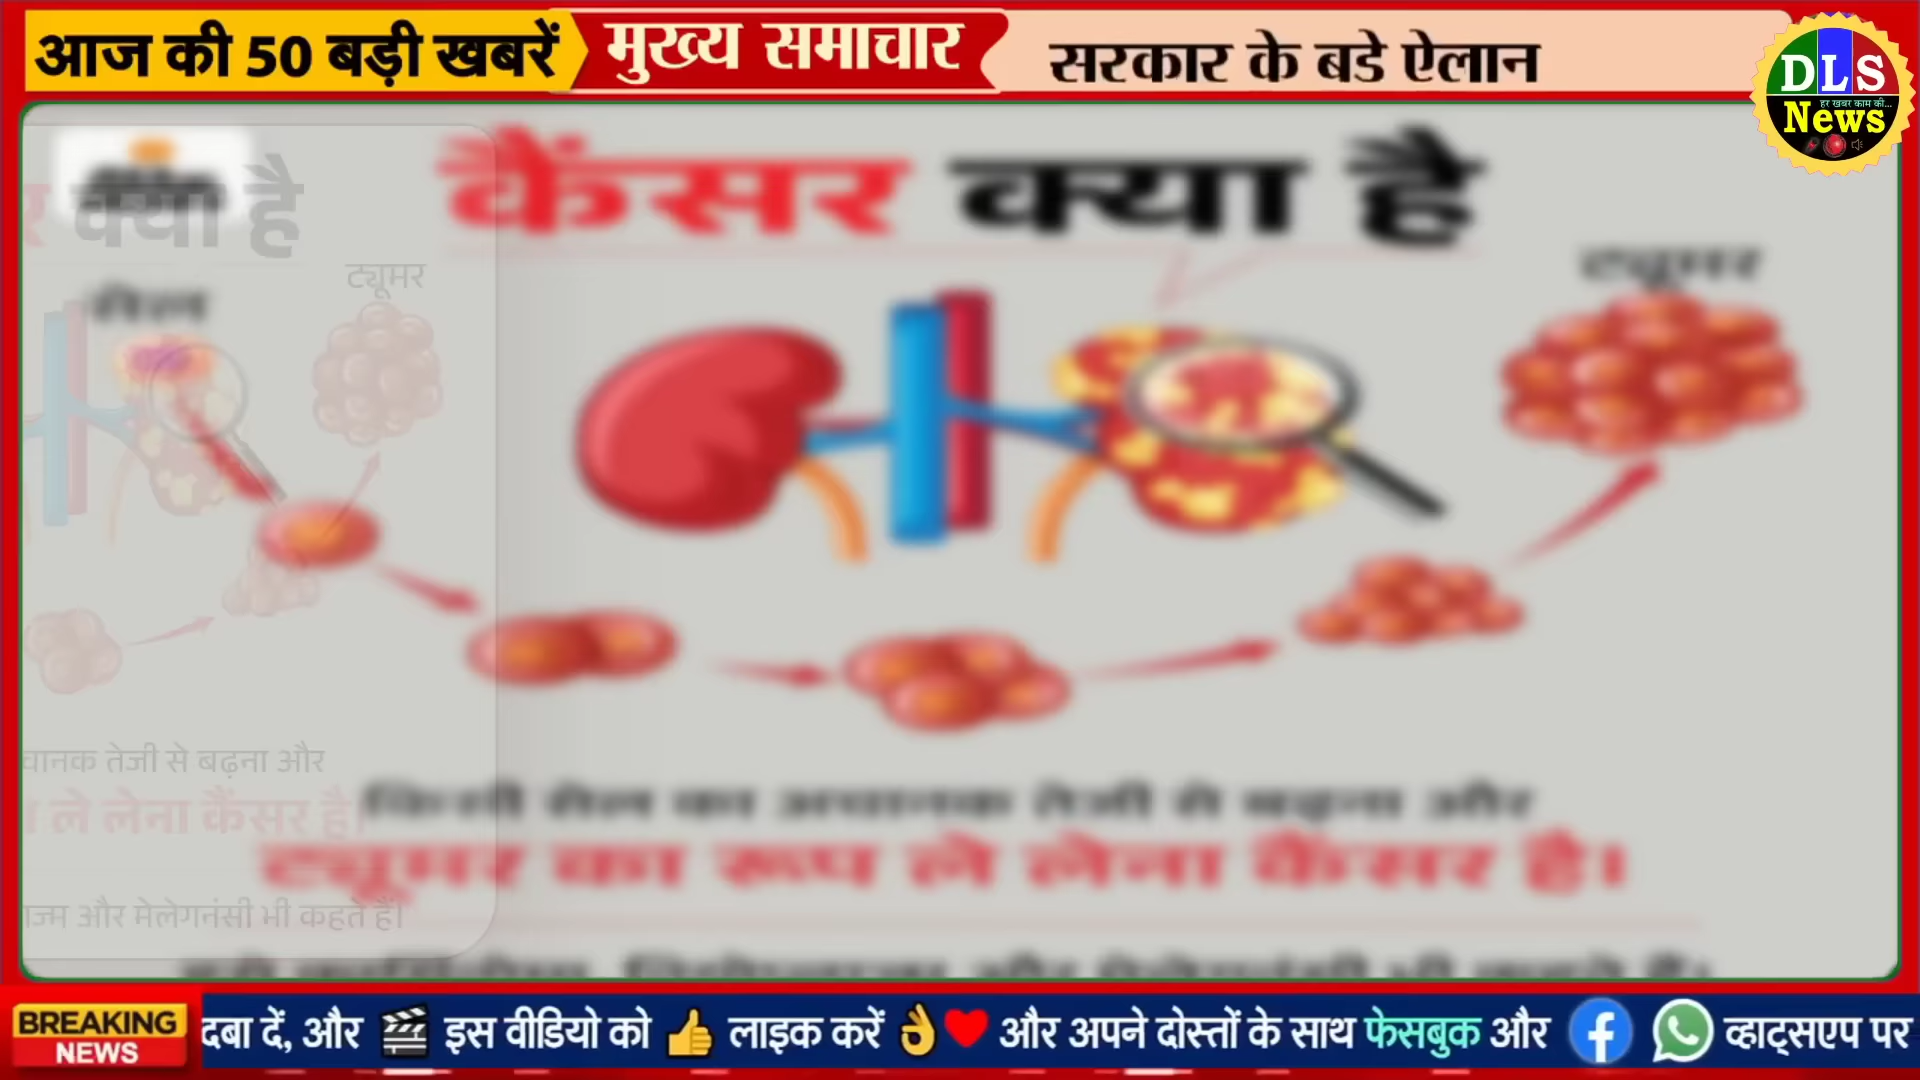 आज की 50 बड़ी खबरें
मुख्य समाचार
सरकार के बडे ऐलान
DLS
हर खबर काम की...
News
कैंसर क्या है
र क्या है
सेल
ट्यूमर
ट्यूमर
किसी सेल का अचानक तेजी से बढ़ना और
ट्यूमर का रूप ले लेना कैंसर है।
चानक तेजी से बढ़ना और
ले लेना कैंसर है।
ज्म और मेलेगनंसी भी कहते हैं।
BREAKING
NEWS
दबा दें, और 🎬 इस वीडियो को 👍 लाइक करें 👌❤ और अपने दोस्तों के साथ फेसबुक और व्हाट्सएप पर